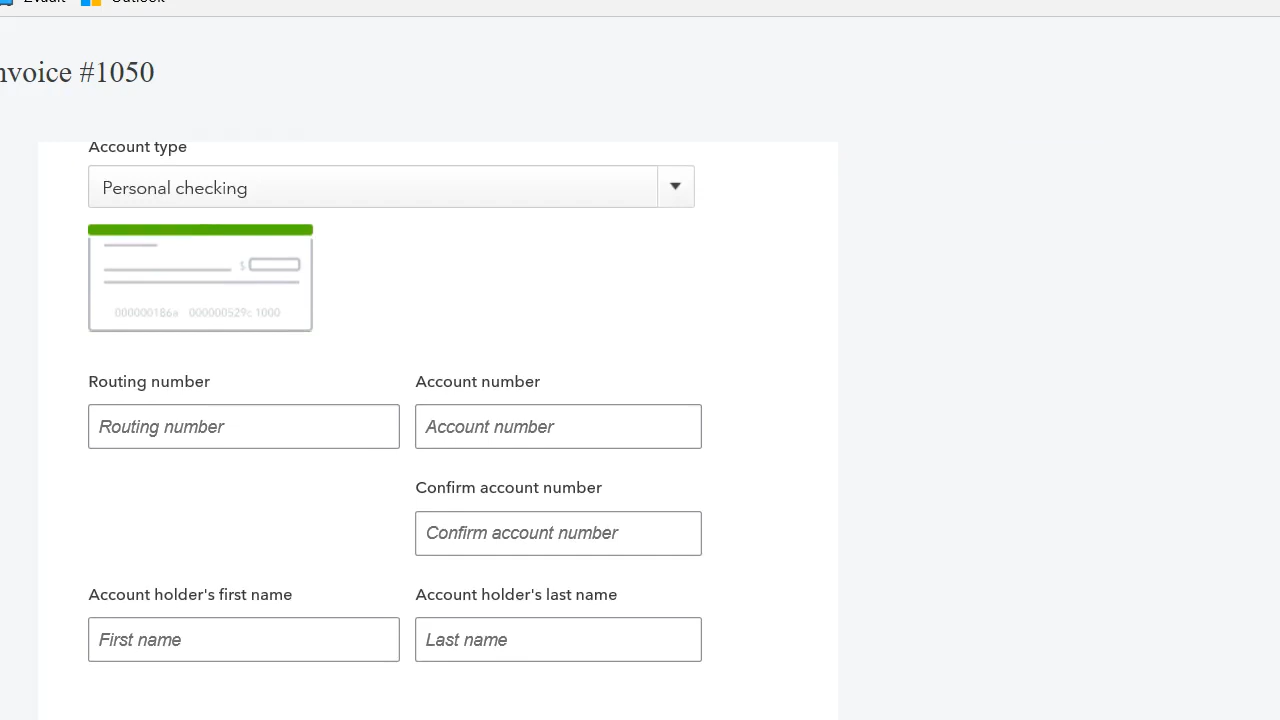 nvoice #1050
Account type
Personal checking
$
000000186a 000000529c 1000
Routing number Account number
Routing number Account number
Confirm account number
Confirm account number
Account holder's first name Account holder's last name
First name Last name